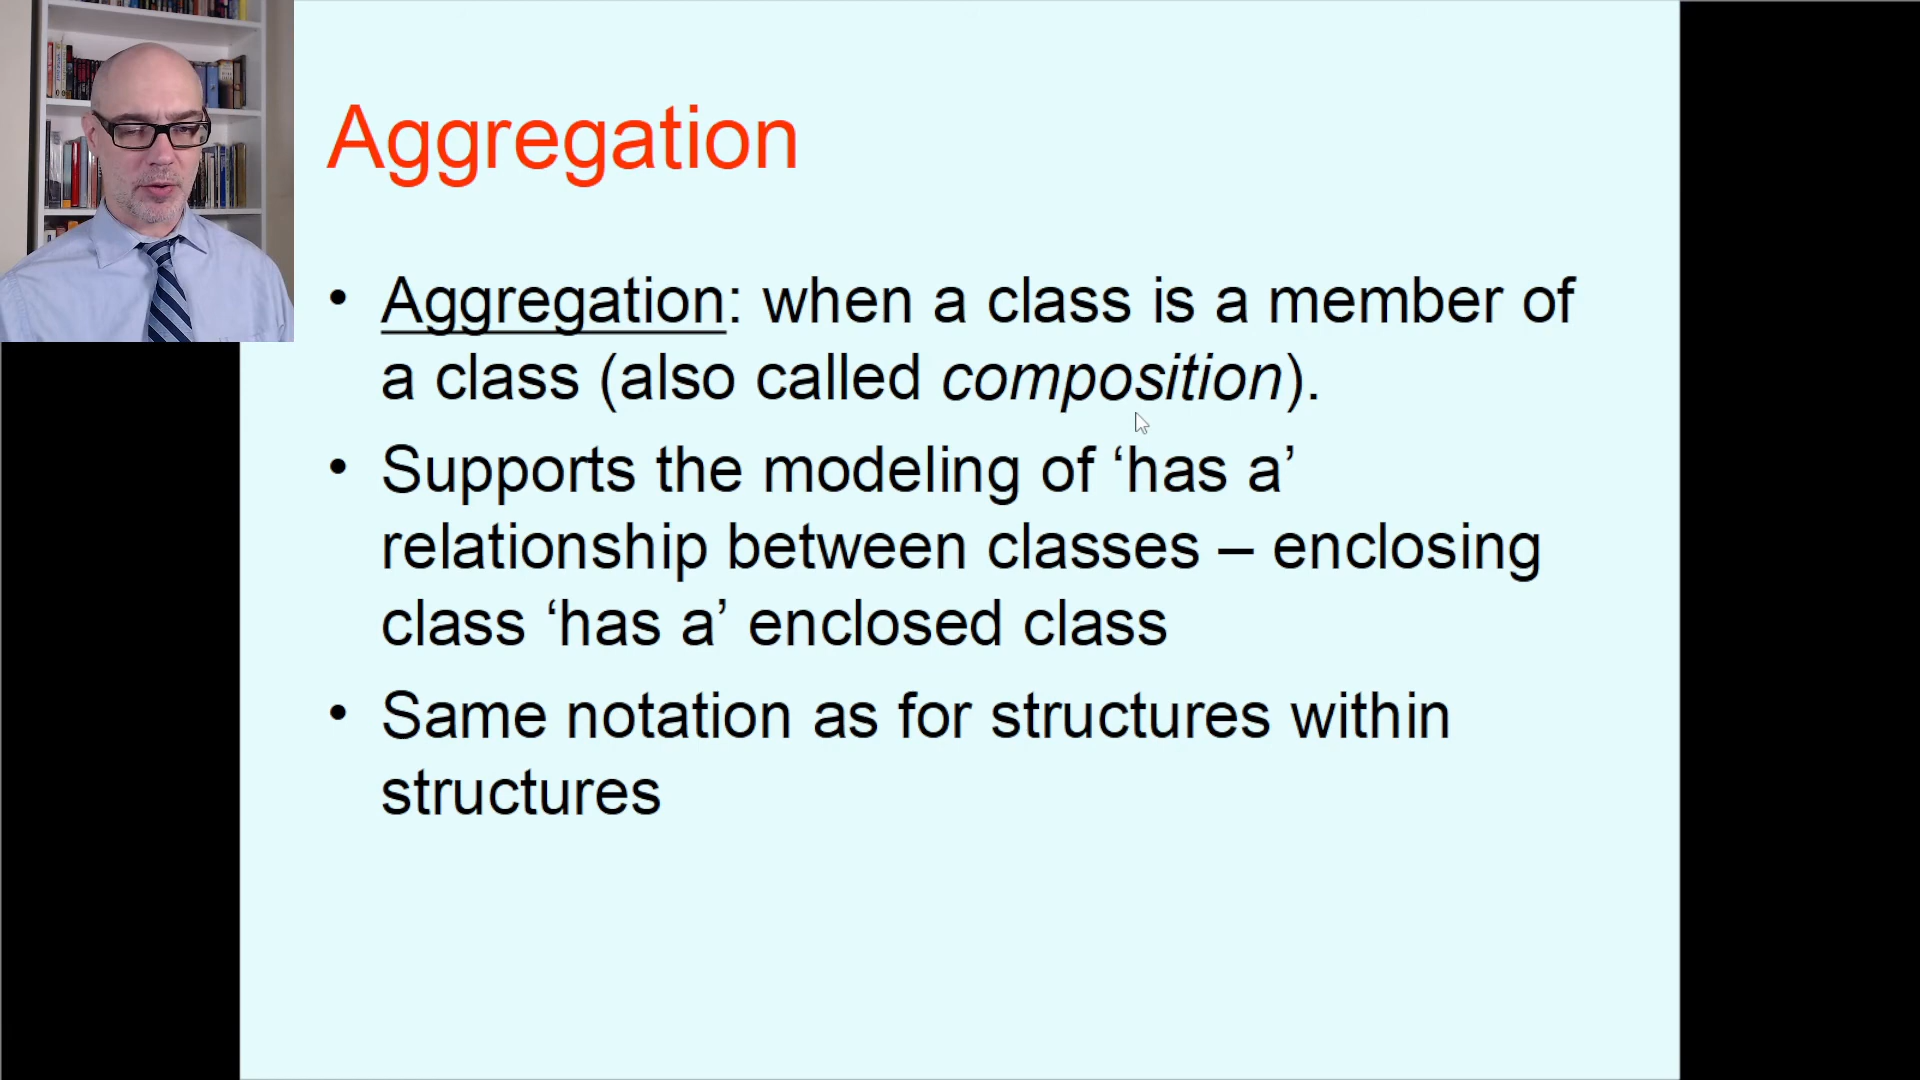 Aggregation
• Aggregation: when a class is a member of
a class (also called composition).
• Supports the modeling of ‘has a’
relationship between classes – enclosing
class ‘has a’ enclosed class
• Same notation as for structures within
structures